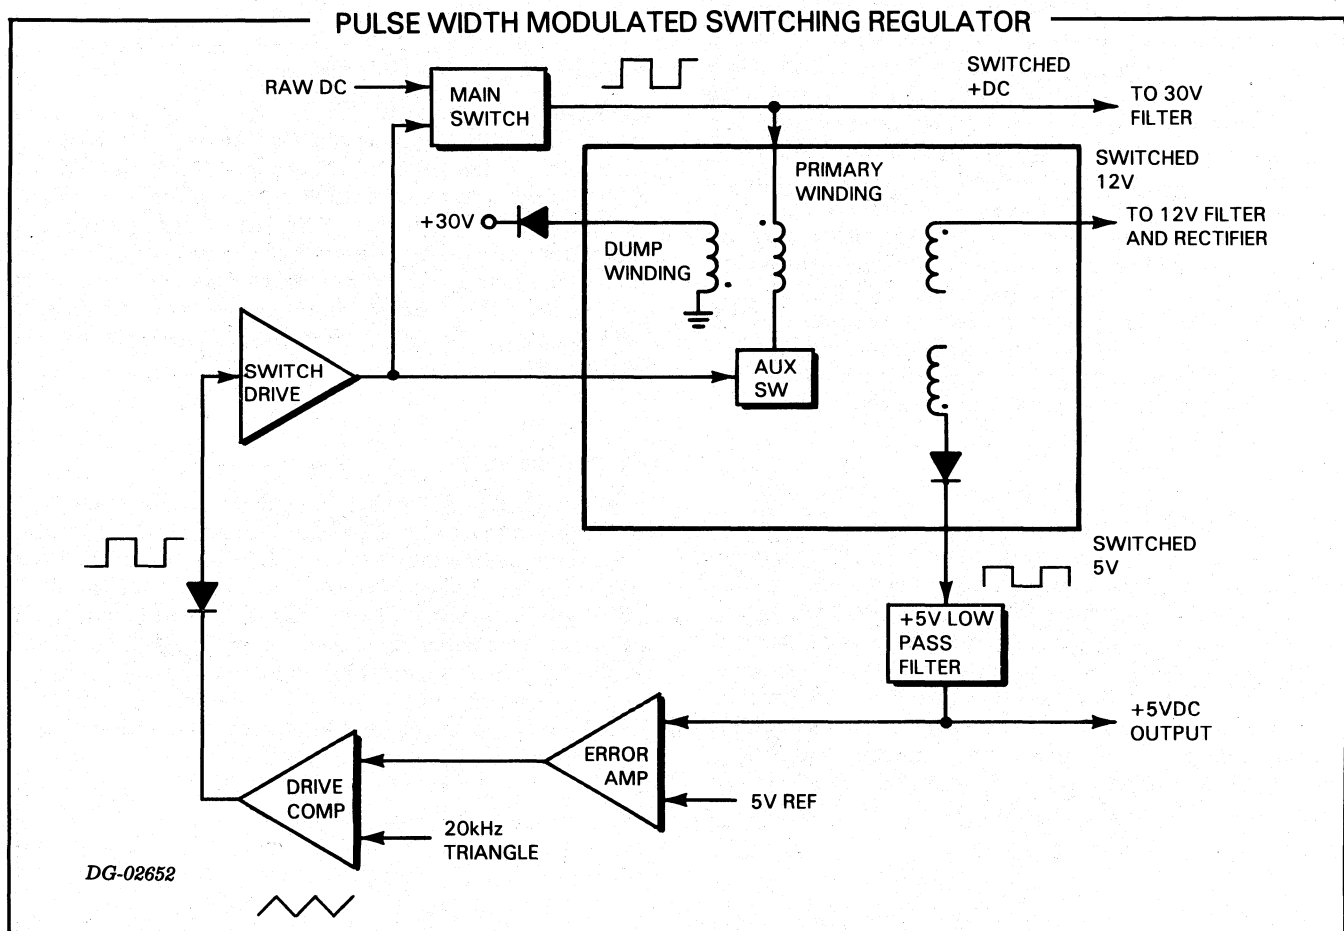 PULSE WIDTH MODULATED SWITCHING REGULATOR
RAW DC
MAIN
SWITCH
SWITCHED
+DC
TO 30V
FILTER
SWITCHED
12V
PRIMARY
WINDING
+30V
DUMP
WINDING
TO 12V FILTER
AND RECTIFIER
SWITCH
DRIVE
AUX
SW
SWITCHED
5V
+5V LOW
PASS
FILTER
+5VDC
OUTPUT
ERROR
AMP
5V REF
DRIVE
COMP
20kHz
TRIANGLE
DG-02652